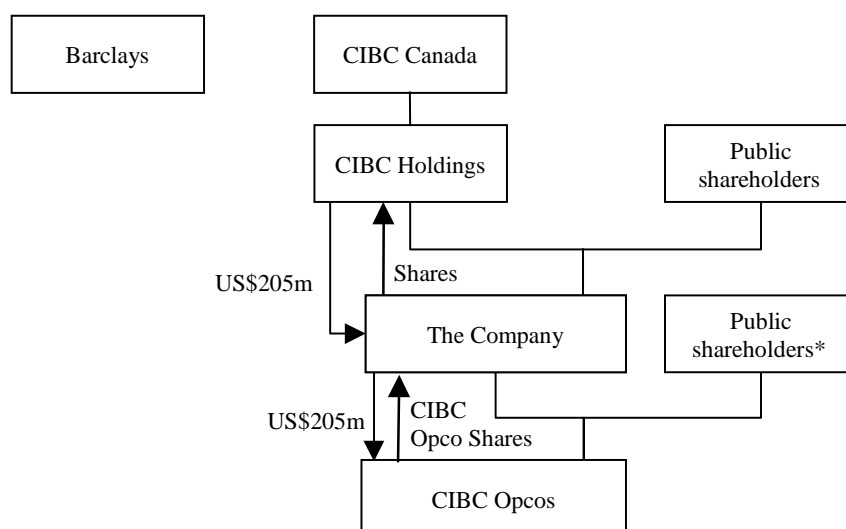 Barclays
CIBC Canada
CIBC Holdings
Public
shareholders
US$205m
Shares
The Company
Public
shareholders*
US$205m
CIBC
Opco Shares
CIBC Opcos